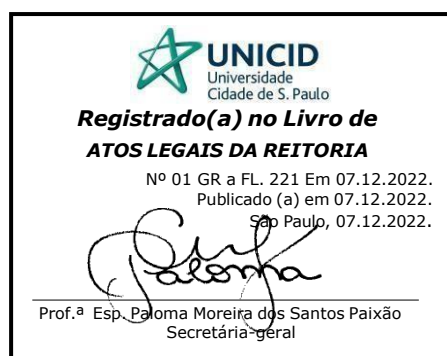 UNICID
Universidade
Cidade de S. Paulo
Registrado(a) no Livro de
ATOS LEGAIS DA REITORIA
Nº 01 GR a FL. 221 Em 07.12.2022.
Publicado (a) em 07.12.2022.
São Paulo, 07.12.2022.
Paloma
Prof.ª Esp. Paloma Moreira dos Santos Paixão
Secretária-geral